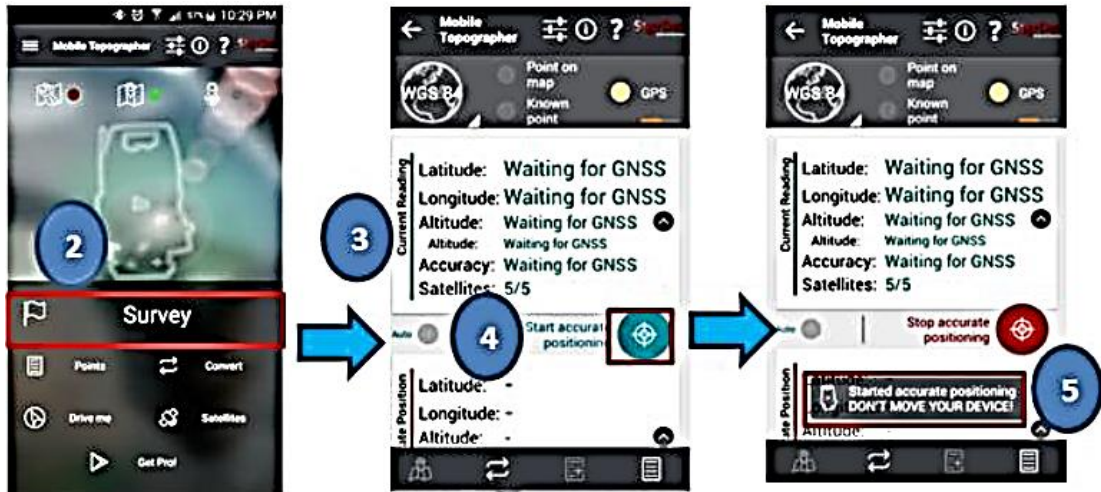 10:29 PM
Mobile Topographer
?
2
Survey
Points
Convert
Drive me
Satellites
Get Pro!
3
Mobile
Topographer
?
WGS 84
Point on
map
Known
point
GPS
Current Reading
Latitude: Waiting for GNSS
Longitude: Waiting for GNSS
Altitude: Waiting for GNSS
Altitude: Waiting for GNSS
Accuracy: Waiting for GNSS
Satellites: 5/5
Auto
4
Start accurate
positioning
Latitude: -
Longitude: -
Altitude: -
Mobile
Topographer
?
WGS 84
Point on
map
Known
point
GPS
Current Reading
Latitude: Waiting for GNSS
Longitude: Waiting for GNSS
Altitude: Waiting for GNSS
Altitude: Waiting for GNSS
Accuracy: Waiting for GNSS
Satellites: 5/5
Auto
Stop accurate
positioning
Started accurate positioning
DON'T MOVE YOUR DEVICE!
5
Altitude: -